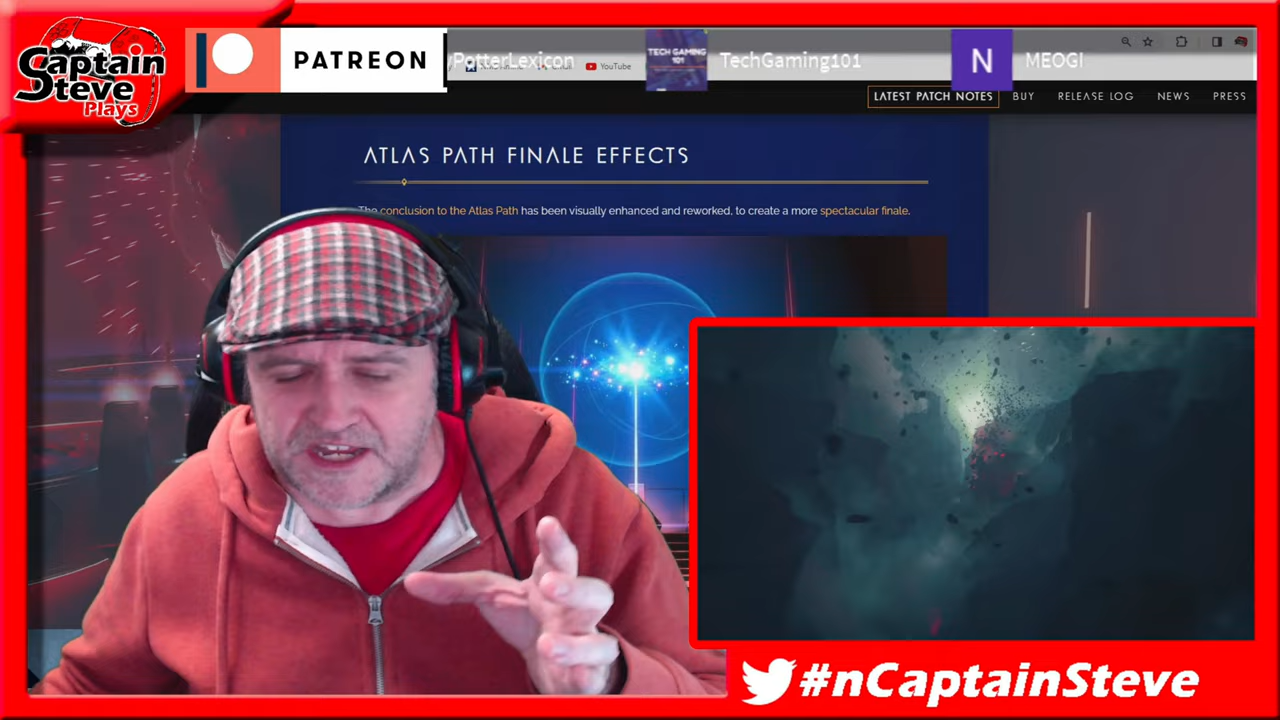 Captain
Steve
Plays
PATREON
PotterLexicon
TECH GAMING
101
TechGaming101
N
MEOGI
YouTube
LATEST PATCH NOTES
BUY
RELEASE LOG
NEWS
PRESS
ATLAS PATH FINALE EFFECTS
The conclusion to the Atlas Path has been visually enhanced and reworked, to create a more spectacular finale.
#nCaptainSteve